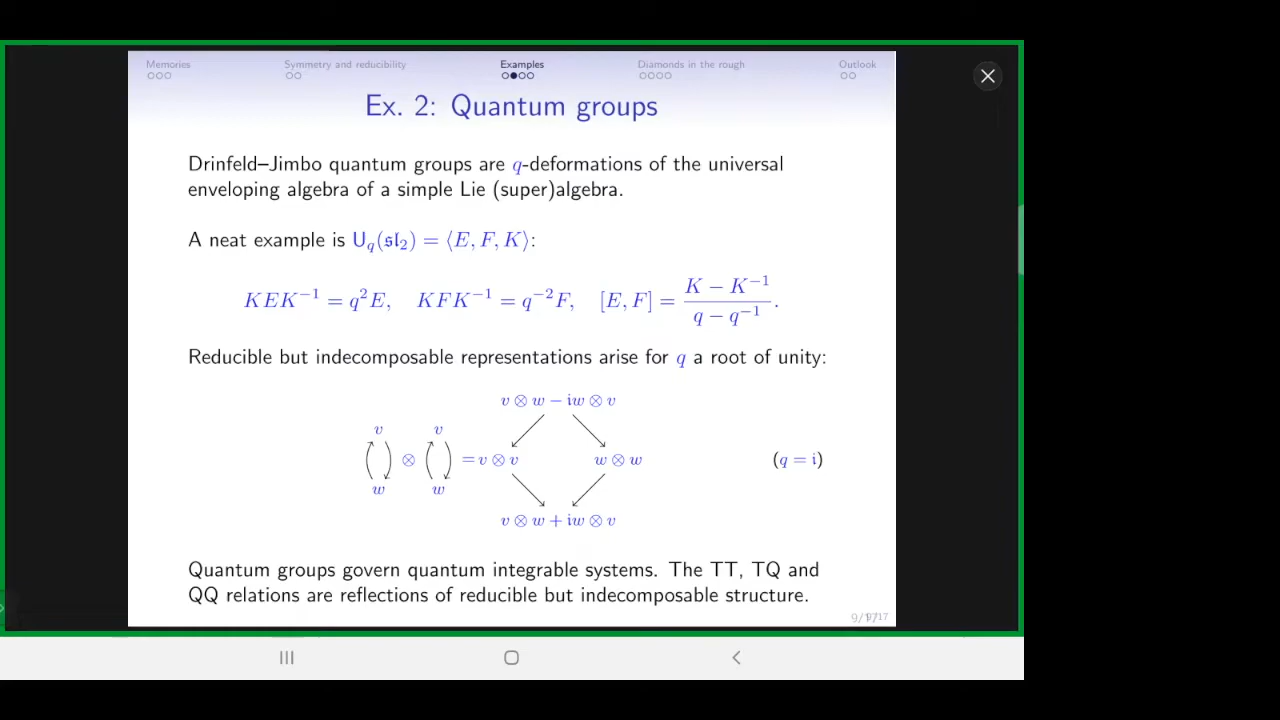 Memories Symmetry and reducibility Examples Diamonds in the rough Outlook
Ex. 2: Quantum groups
Drinfeld–Jimbo quantum groups are q-deformations of the universal
enveloping algebra of a simple Lie (super)algebra.
A neat example is U_q(𝔰𝔩₂) = ⟨E, F, K⟩:
KEK⁻¹ = q²E, KFK⁻¹ = q⁻²F, [E, F] = (K − K⁻¹)/(q − q⁻¹).
Reducible but indecomposable representations arise for q a root of unity:
v ⊗ w − iw ⊗ v
v v
⊗ = v ⊗ v w ⊗ w (q = i)
w w
v ⊗ w + iw ⊗ v
Quantum groups govern quantum integrable systems. The TT, TQ and
QQ relations are reflections of reducible but indecomposable structure.